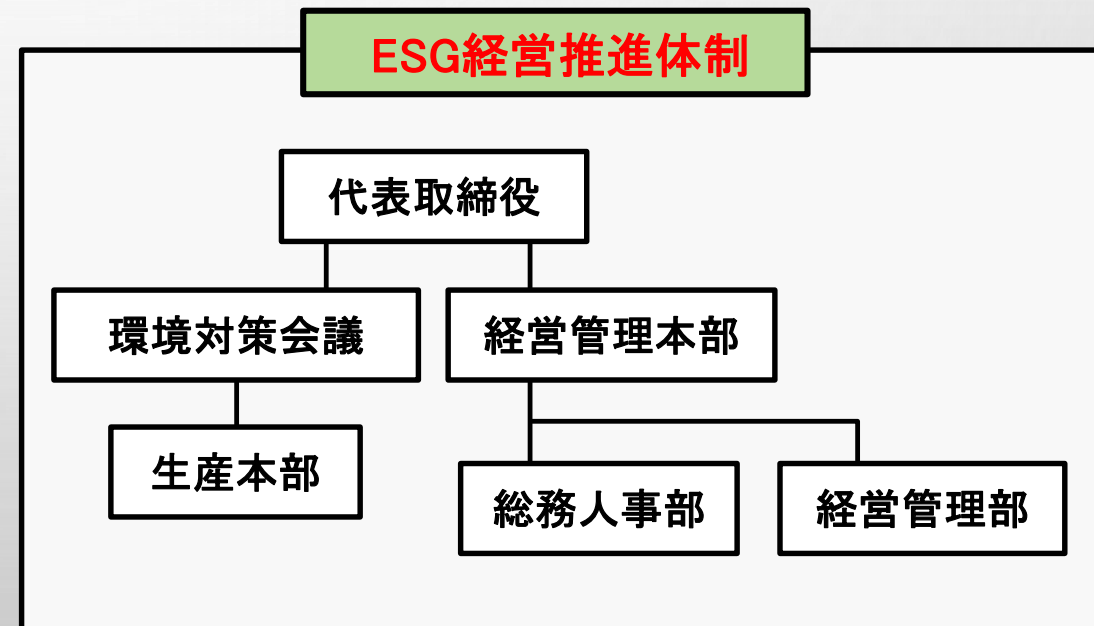 ESG経営推進体制
代表取締役
環境対策会議
経営管理本部
生産本部
総務人事部
経営管理部